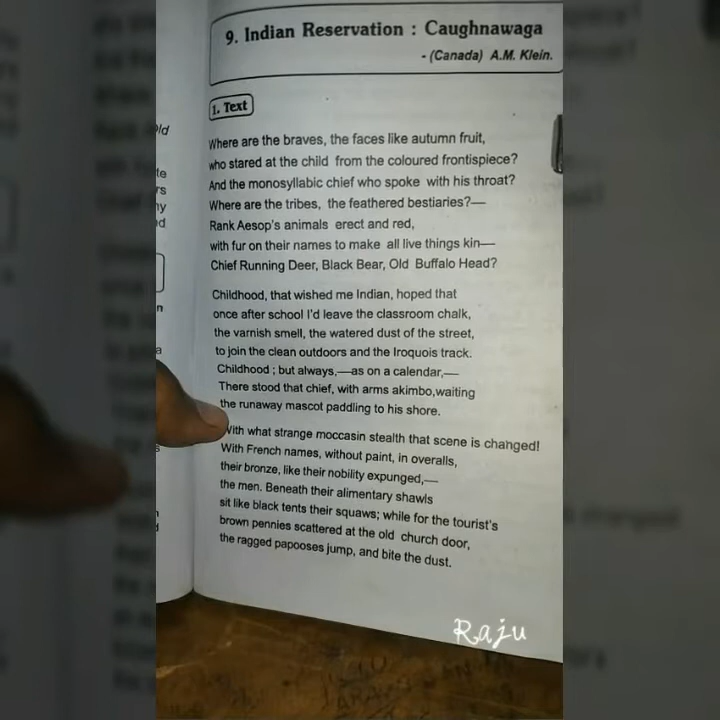 9. Indian Reservation : Caughnawaga
- (Canada) A.M. Klein.
1. Text
Where are the braves, the faces like autumn fruit,
who stared at the child from the coloured frontispiece?
And the monosyllabic chief who spoke with his throat?
Where are the tribes, the feathered bestiaries?—
Rank Aesop's animals erect and red,
with fur on their names to make all live things kin—
Chief Running Deer, Black Bear, Old Buffalo Head?
Childhood, that wished me Indian, hoped that
once after school I'd leave the classroom chalk,
the varnish smell, the watered dust of the street,
to join the clean outdoors and the Iroquois track.
Childhood ; but always,—as on a calendar,—
There stood that chief, with arms akimbo,waiting
the runaway mascot paddling to his shore.
With what strange moccasin stealth that scene is changed!
With French names, without paint, in overalls,
their bronze, like their nobility expunged,—
the men. Beneath their alimentary shawls
sit like black tents their squaws; while for the tourist's
brown pennies scattered at the old church door,
the ragged papooses jump, and bite the dust.
Raju